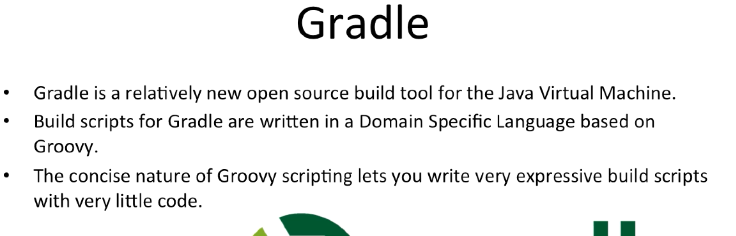 Gradle
• Gradle is a relatively new open source build tool for the Java Virtual Machine.
• Build scripts for Gradle are written in a Domain Specific Language based on
Groovy.
• The concise nature of Groovy scripting lets you write very expressive build scripts
with very little code.